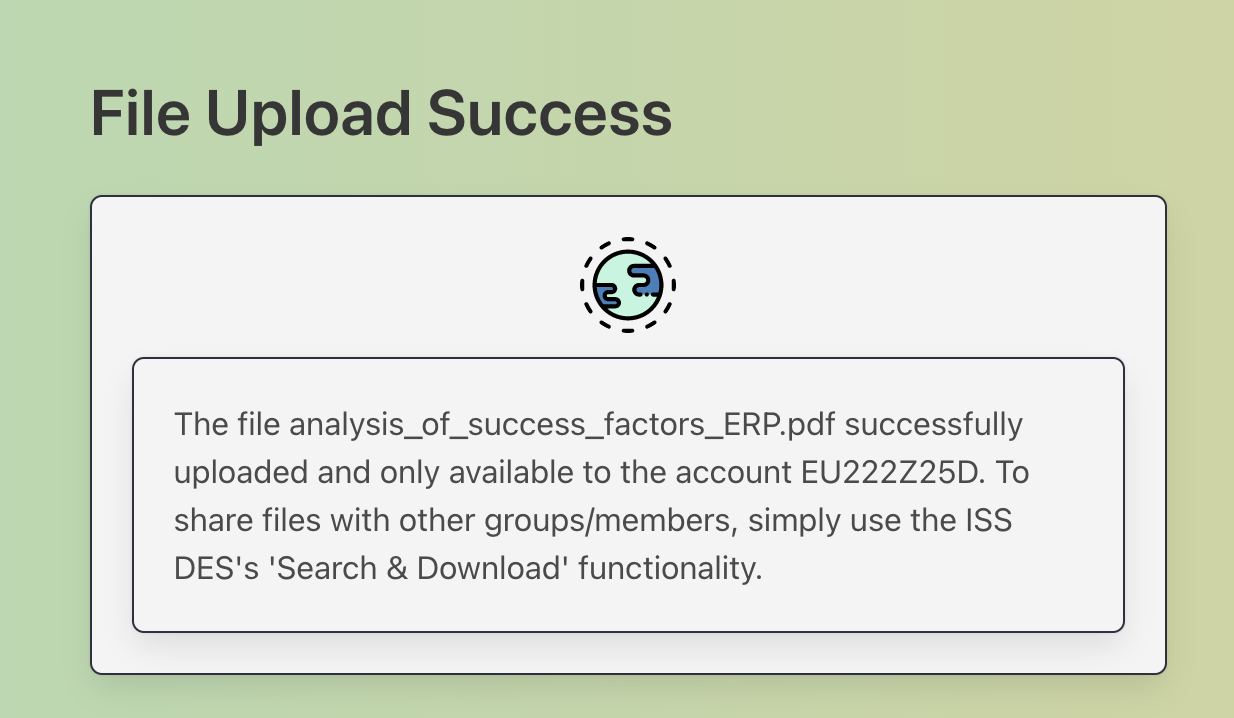 File Upload Success
The file analysis_of_success_factors_ERP.pdf successfully
uploaded and only available to the account EU222Z25D. To
share files with other groups/members, simply use the ISS
DES's 'Search & Download' functionality.